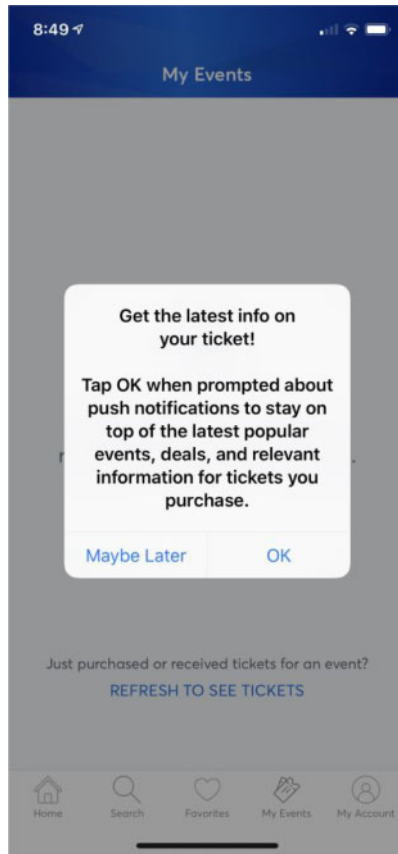 8:49
My Events
Get the latest info on
your ticket!
Tap OK when prompted about
push notifications to stay on
top of the latest popular
events, deals, and relevant
information for tickets you
purchase.
Maybe Later OK
Just purchased or received tickets for an event?
REFRESH TO SEE TICKETS
Home Search Favorites My Events My Account